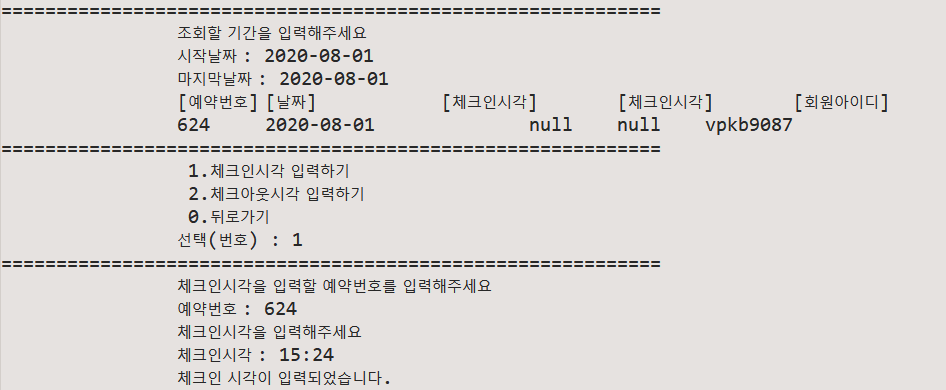 ============================================================
조회할 기간을 입력해주세요
시작날짜 : 2020-08-01
마지막날짜 : 2020-08-01
[예약번호] [날짜] [체크인시각] [체크인시각] [회원아이디]
624 2020-08-01 null null vpkb9087
============================================================
1.체크인시각 입력하기
2.체크아웃시각 입력하기
0.뒤로가기
선택(번호) : 1
============================================================
체크인시각을 입력할 예약번호를 입력해주세요
예약번호 : 624
체크인시각을 입력해주세요
체크인시각 : 15:24
체크인 시각이 입력되었습니다.